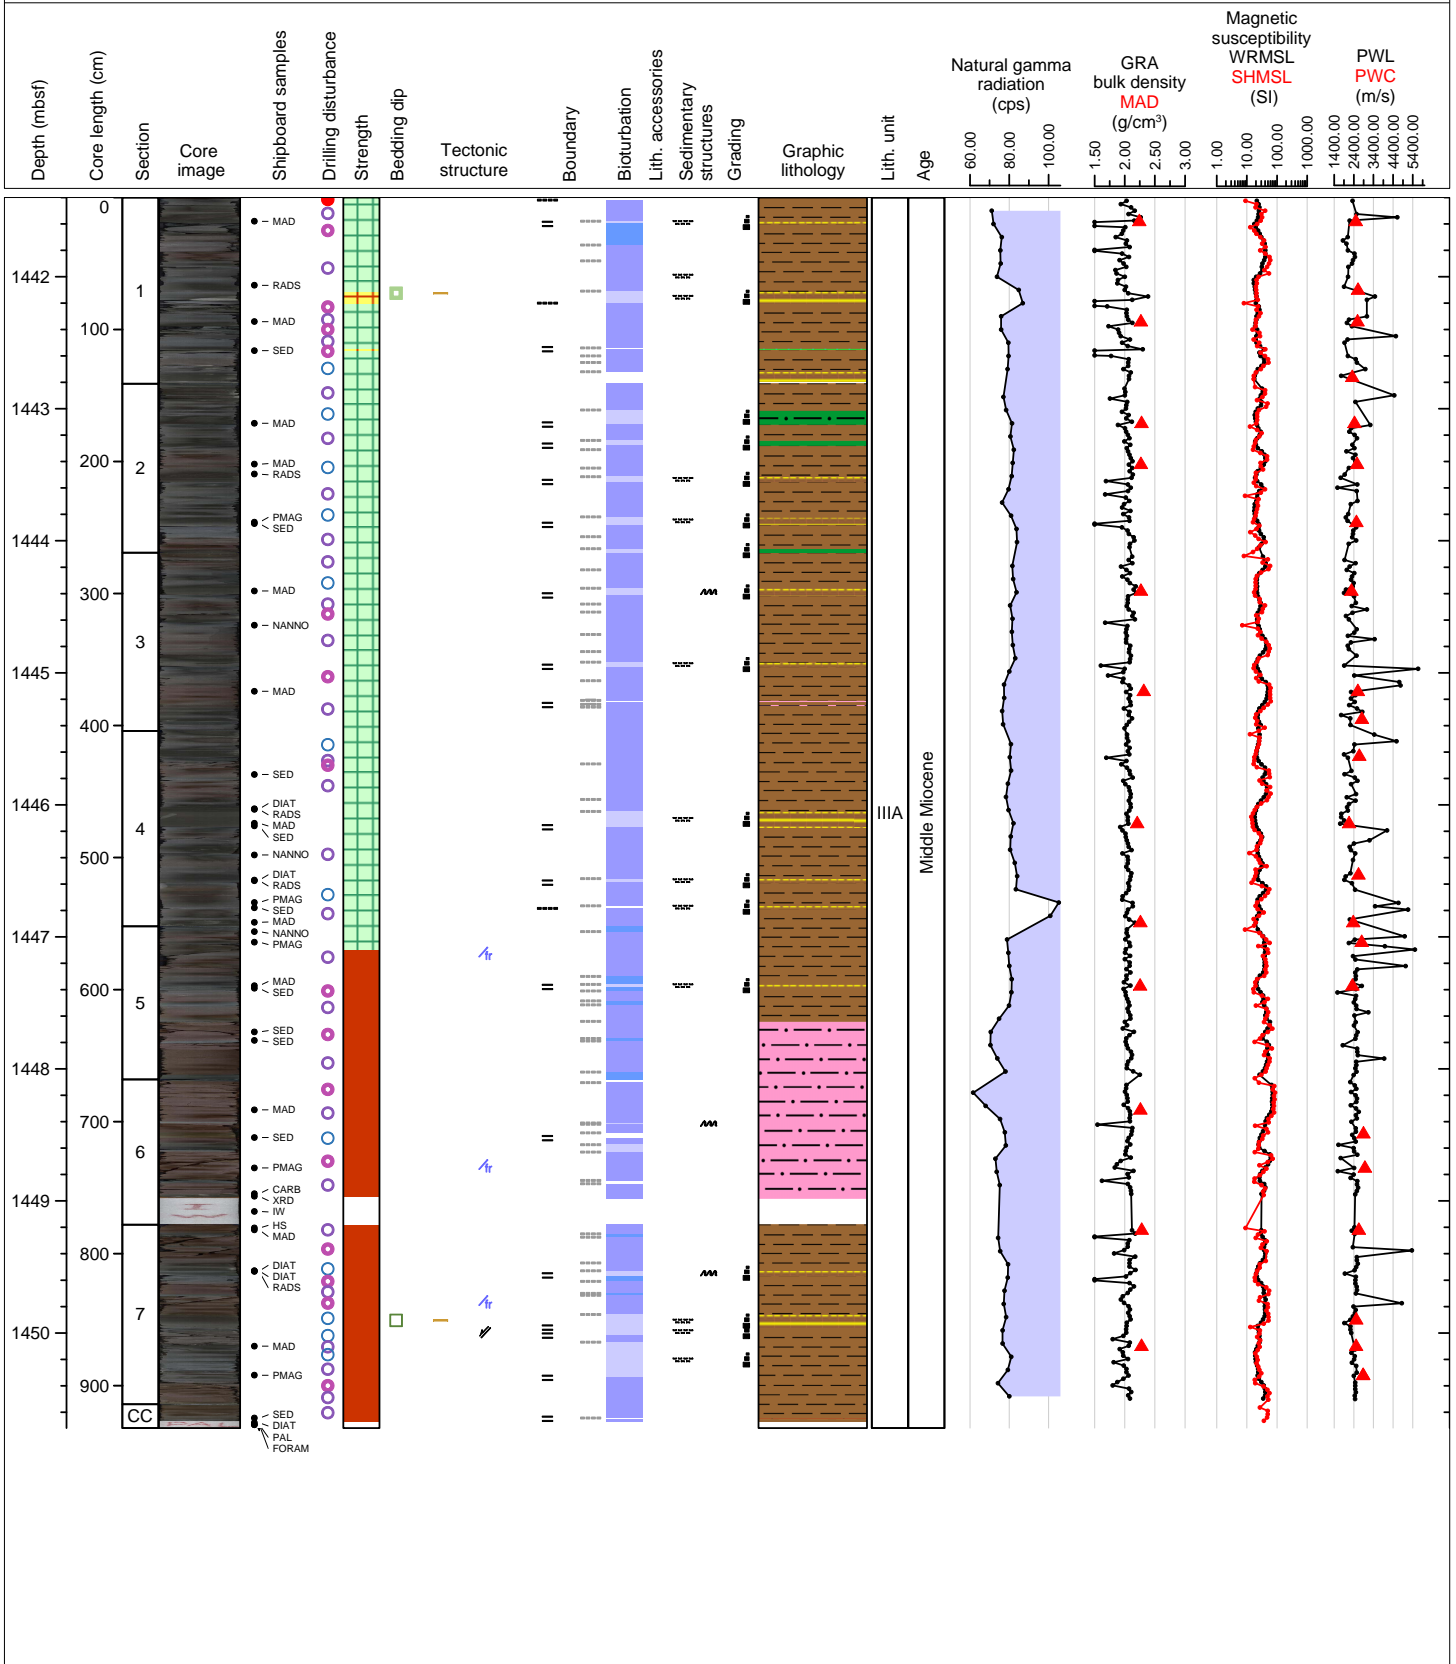 Depth (mbsf)
Core length (cm)
Section
Core
image
Shipboard samples
Drilling disturbance
Strength
Bedding dip
Tectonic
structure
Boundary
Bioturbation
Lith. accessories
Sedimentary
structures
Grading
Graphic
lithology
Lith. unit
Age
Natural gamma
radiation
(cps)
60.00
80.00
100.00
GRA
bulk density
MAD
(g/cm³)
1.50
2.00
2.50
3.00
Magnetic
susceptibility
WRMSL
SHMSL
(SI)
1.00
10.00
100.00
1000.00
PWL
PWC
(m/s)
1400.00
2400.00
3400.00
4400.00
5400.00
1442
1443
1444
1445
1446
1447
1448
1449
1450
0
100
200
300
400
500
600
700
800
900
1
2
3
4
5
6
7
CC
MAD
RADS
MAD
SED
MAD
MAD
RADS
PMAG
SED
MAD
NANNO
MAD
SED
DIAT
RADS
MAD
SED
NANNO
DIAT
RADS
PMAG
SED
MAD
NANNO
PMAG
MAD
SED
SED
SED
MAD
SED
PMAG
CARB
XRD
IW
HS
MAD
DIAT
DIAT
RADS
MAD
PMAG
SED
DIAT
PAL
FORAM
fr
fr
fr
IIIA
Middle Miocene